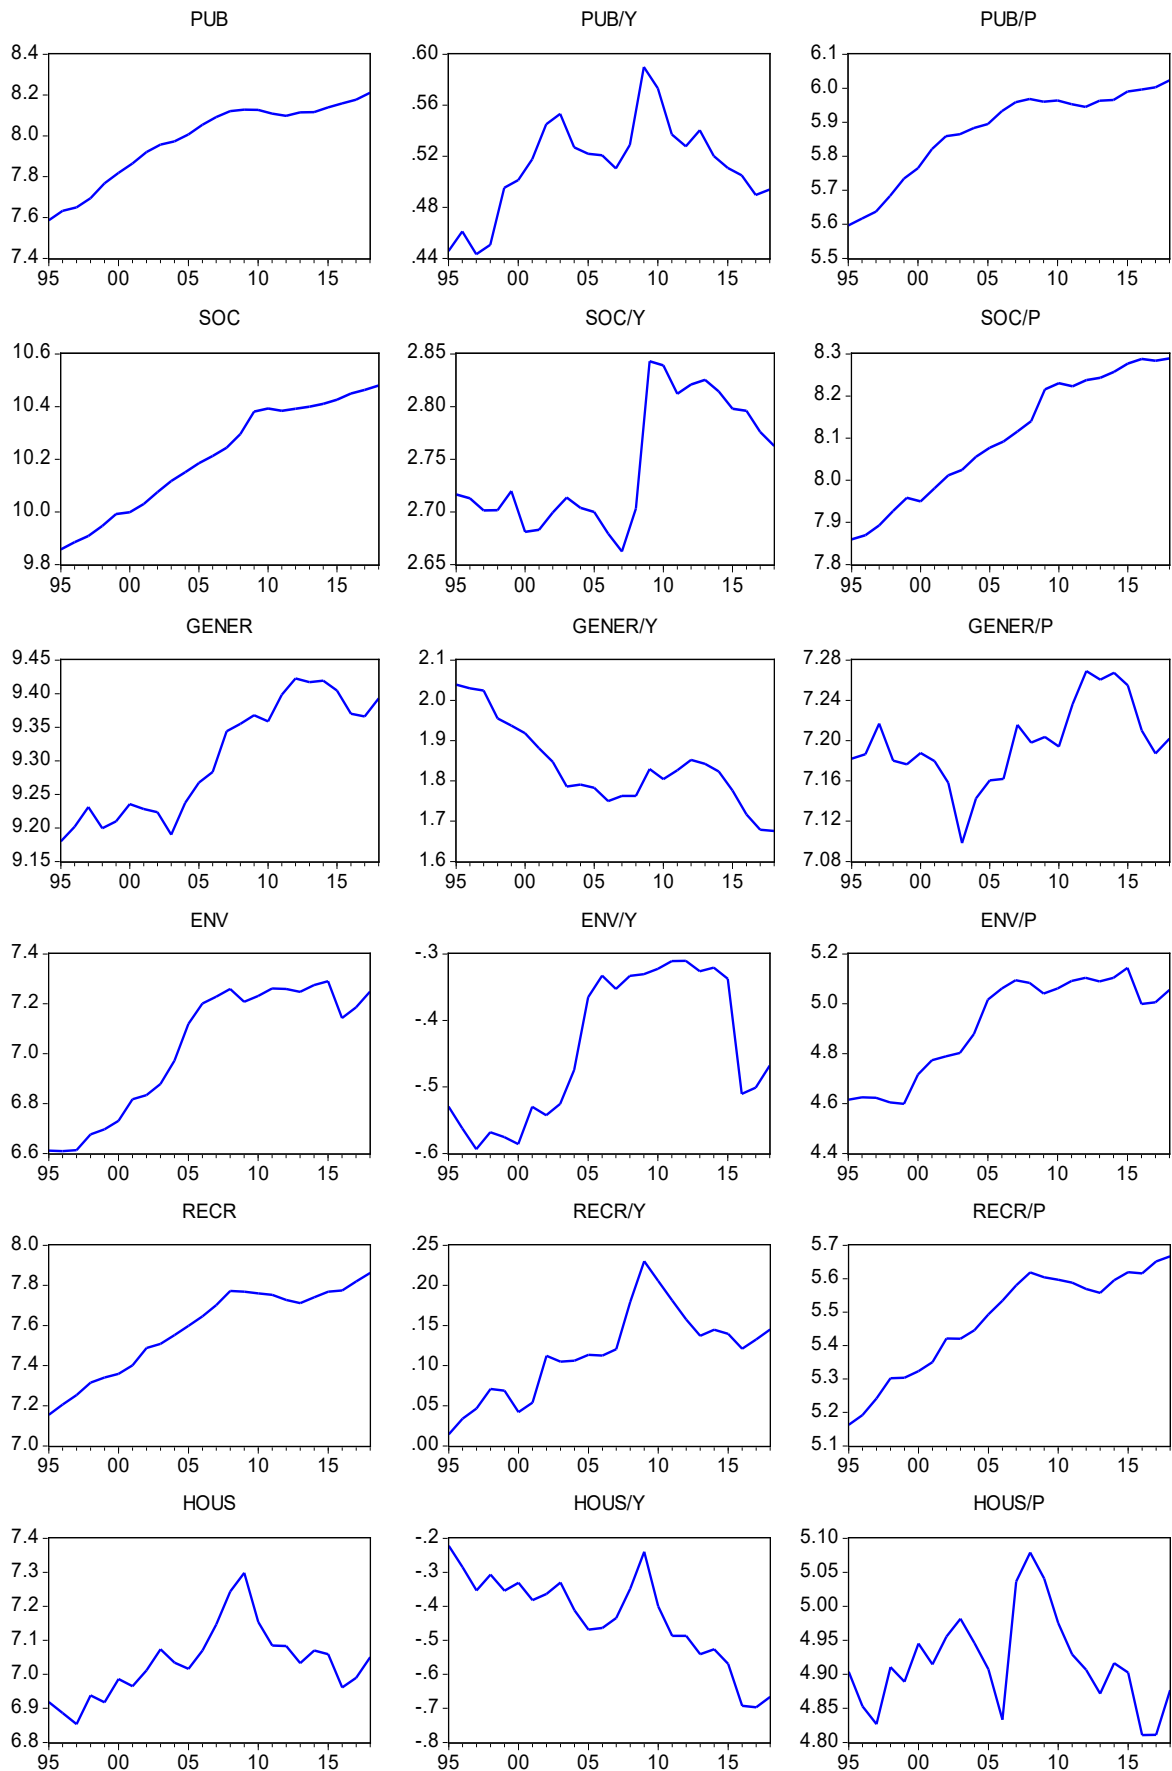 PUB PUB/Y PUB/P
8.4 .60 6.1
8.2 .56 6.0
8.0 .52 5.9
7.8 .48 5.8
7.6 .44 5.7
7.4 5.6
5.5
95 00 05 10 15 95 00 05 10 15 95 00 05 10 15
SOC SOC/Y SOC/P
10.6 2.85 8.3
10.4 2.80 8.2
10.2 2.75 8.1
10.0 2.70 8.0
9.8 2.65 7.9
7.8
95 00 05 10 15 95 00 05 10 15 95 00 05 10 15
GENER GENER/Y GENER/P
9.45 2.1 7.28
9.40 2.0 7.24
9.35 1.9 7.20
9.30 1.8 7.16
9.25 1.7 7.12
9.20 1.6 7.08
9.15
95 00 05 10 15 95 00 05 10 15 95 00 05 10 15
ENV ENV/Y ENV/P
7.4 -.3 5.2
7.2 -.4 5.0
7.0 -.5 4.8
6.8 -.6 4.6
6.6 4.4
95 00 05 10 15 95 00 05 10 15 95 00 05 10 15
RECR RECR/Y RECR/P
8.0 .25 5.7
7.8 .20 5.6
7.6 .15 5.5
7.4 .10 5.4
7.2 .05 5.3
7.0 .00 5.2
5.1
95 00 05 10 15 95 00 05 10 15 95 00 05 10 15
HOUS HOUS/Y HOUS/P
7.4 -.2 5.10
7.3 -.3 5.05
7.2 -.4 5.00
7.1 -.5 4.95
7.0 -.6 4.90
6.9 -.7 4.85
6.8 -.8 4.80
95 00 05 10 15 95 00 05 10 15 95 00 05 10 15